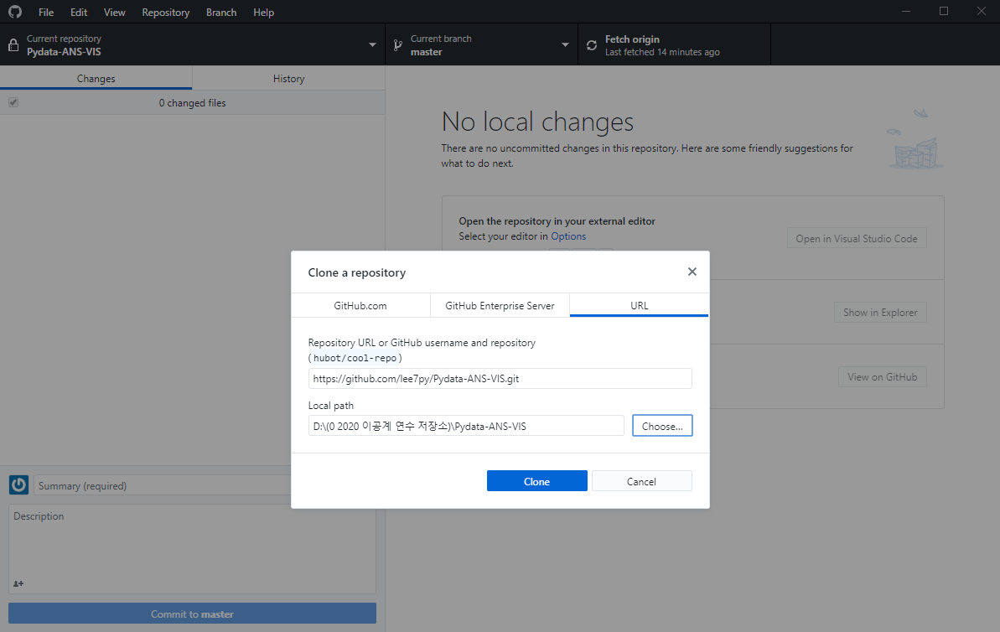 File Edit View Repository Branch Help
Current repository
Pydata-ANS-VIS
Current branch
master
Fetch origin
Last fetched 14 minutes ago
Changes History
0 changed files
No local changes
There are no uncommitted changes in this repository. Here are some friendly suggestions for
what to do next.
Open the repository in your external editor
Select your editor in Options
Open in Visual Studio Code
Show in Explorer
View on GitHub
Clone a repository
GitHub.com GitHub Enterprise Server URL
Repository URL or GitHub username and repository
(hubot/cool-repo)
https://github.com/lee7py/Pydata-ANS-VIS.git
Local path
D:\(0 2020 이공계 연수 저장소)\Pydata-ANS-VIS
Choose...
Clone Cancel
Summary (required)
Description
Commit to master